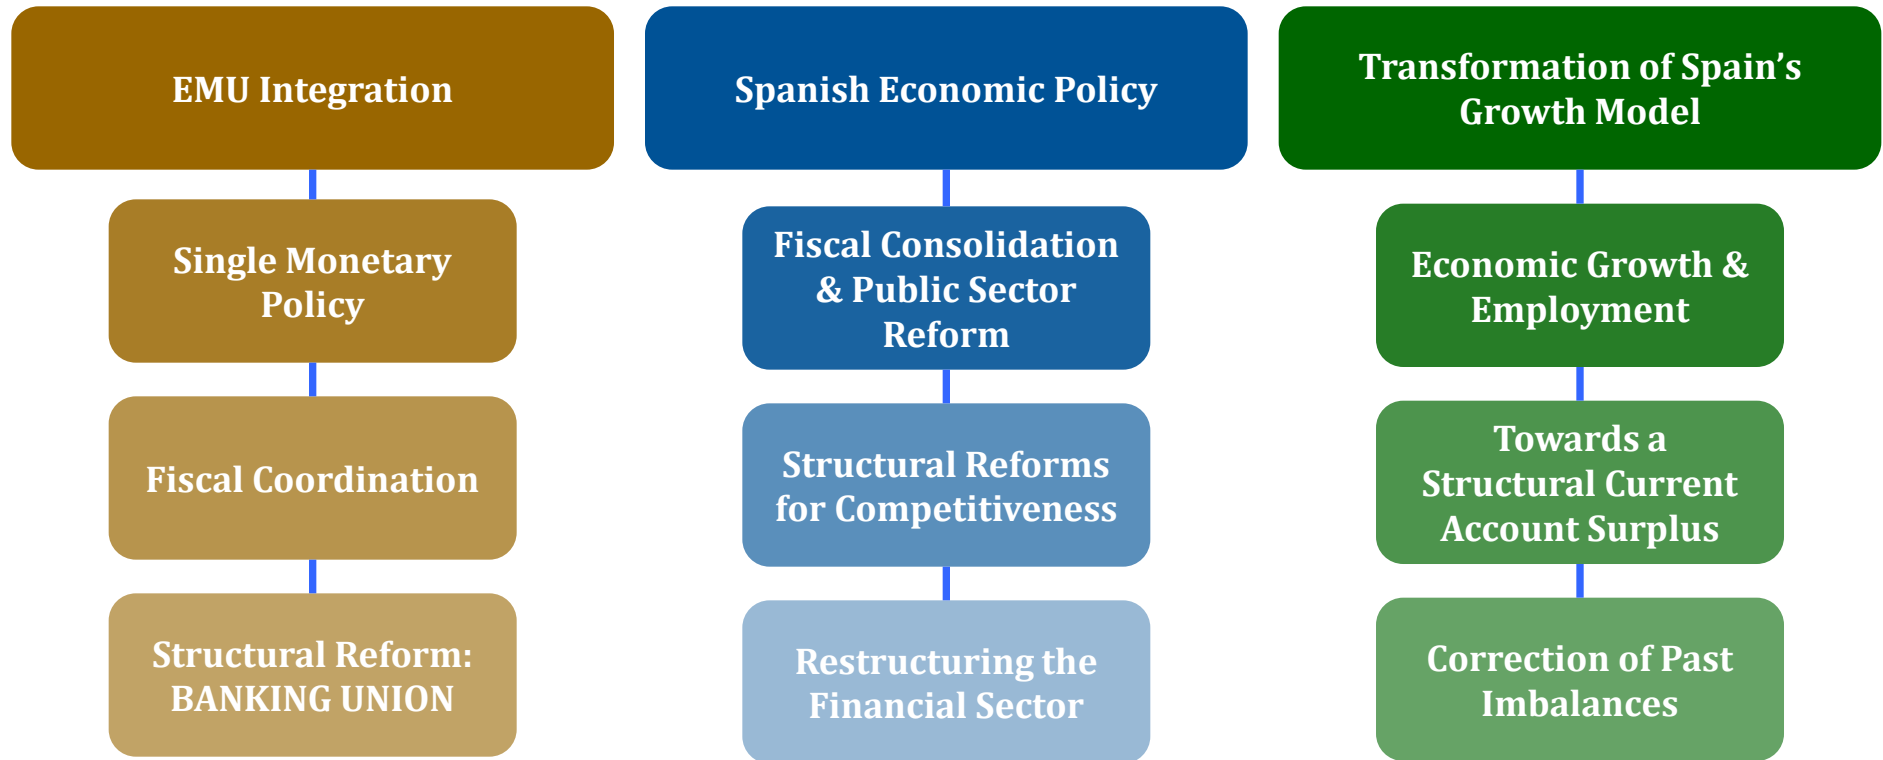 EMU Integration
Single Monetary
Policy
Fiscal Coordination
Structural Reform:
BANKING UNION
Spanish Economic Policy
Fiscal Consolidation
& Public Sector
Reform
Structural Reforms
for Competitiveness
Restructuring the
Financial Sector
Transformation of Spain’s
Growth Model
Economic Growth &
Employment
Towards a
Structural Current
Account Surplus
Correction of Past
Imbalances